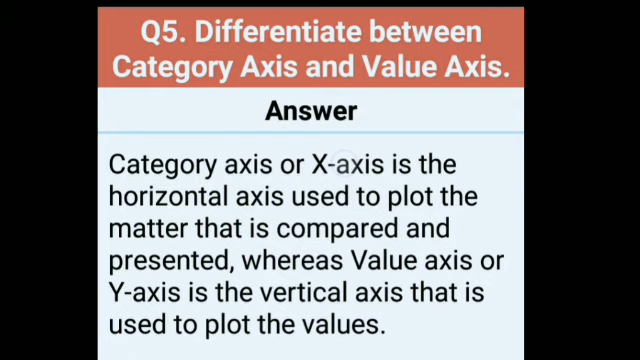 Q5. Differentiate between
Category Axis and Value Axis.
Answer
Category axis or X-axis is the
horizontal axis used to plot the
matter that is compared and
presented, whereas Value axis or
Y-axis is the vertical axis that is
used to plot the values.